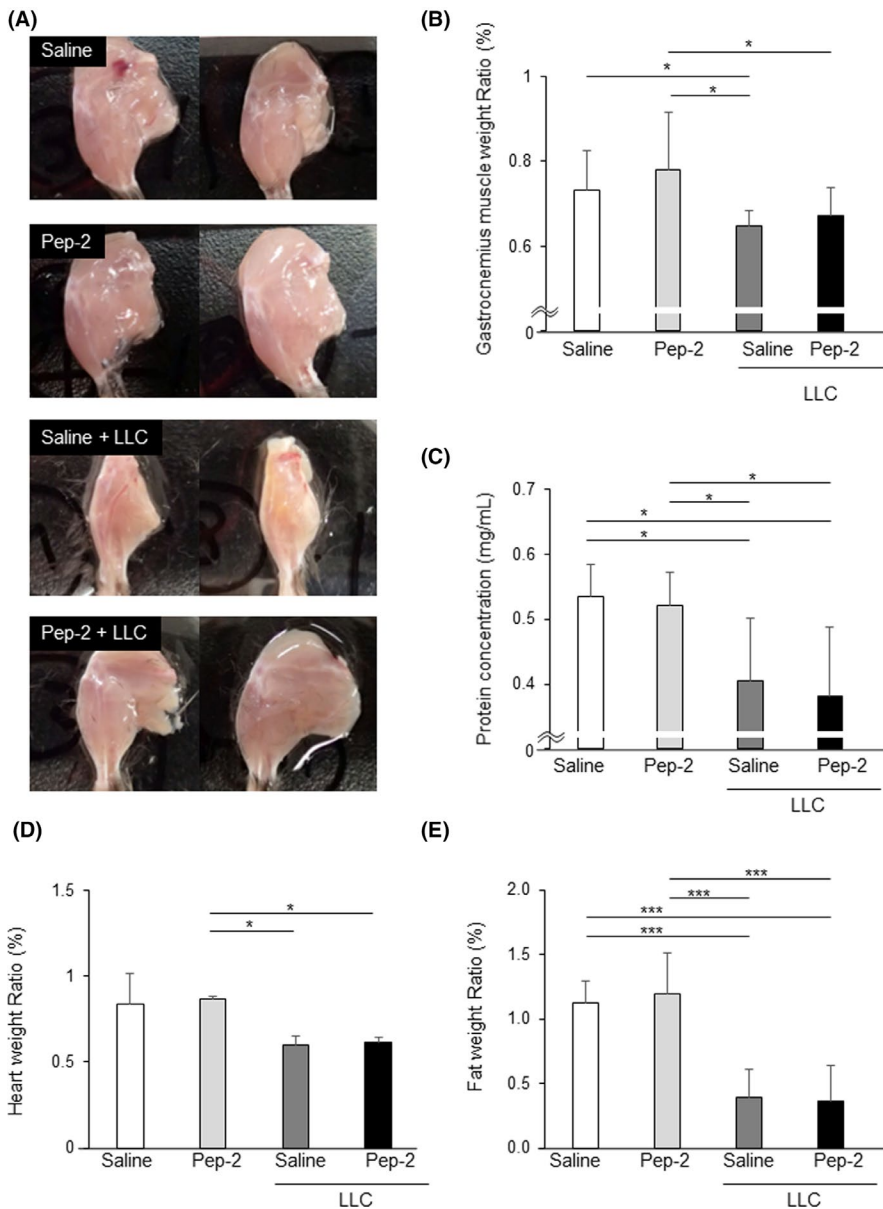 (A)
Saline
Pep-2
Saline + LLC
Pep-2 + LLC
(B)
Gastrocnemius muscle weight Ratio (%)
1
0.8
0.6
0
*
*
*
Saline Pep-2 Saline Pep-2
LLC
(C)
Protein concentration (mg/mL)
0.7
0.6
0.5
0.4
0
*
*
*
*
Saline Pep-2 Saline Pep-2
LLC
(D)
Heart weight Ratio (%)
1.5
1
0.5
0
*
*
Saline Pep-2 Saline Pep-2
LLC
(E)
Fat weight Ratio (%)
2.0
1.5
1.0
0.5
0.0
***
***
***
***
Saline Pep-2 Saline Pep-2
LLC